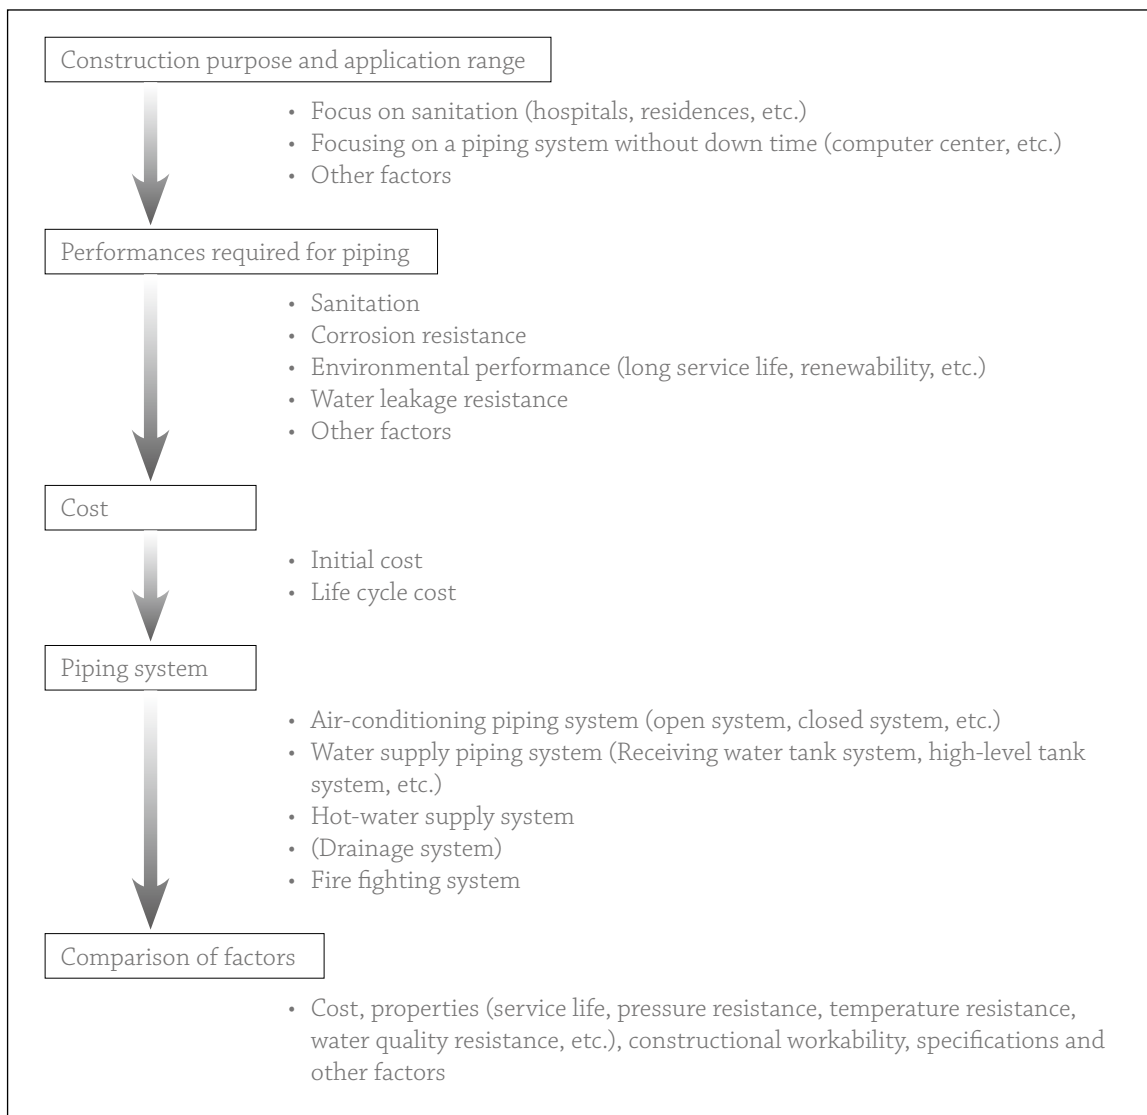 Construction purpose and application range
• Focus on sanitation (hospitals, residences, etc.)
• Focusing on a piping system without down time (computer center, etc.)
• Other factors
Performances required for piping
• Sanitation
• Corrosion resistance
• Environmental performance (long service life, renewability, etc.)
• Water leakage resistance
• Other factors
Cost
• Initial cost
• Life cycle cost
Piping system
• Air-conditioning piping system (open system, closed system, etc.)
• Water supply piping system (Receiving water tank system, high-level tank
system, etc.)
• Hot-water supply system
• (Drainage system)
• Fire fighting system
Comparison of factors
• Cost, properties (service life, pressure resistance, temperature resistance,
water quality resistance, etc.), constructional workability, specifications and
other factors